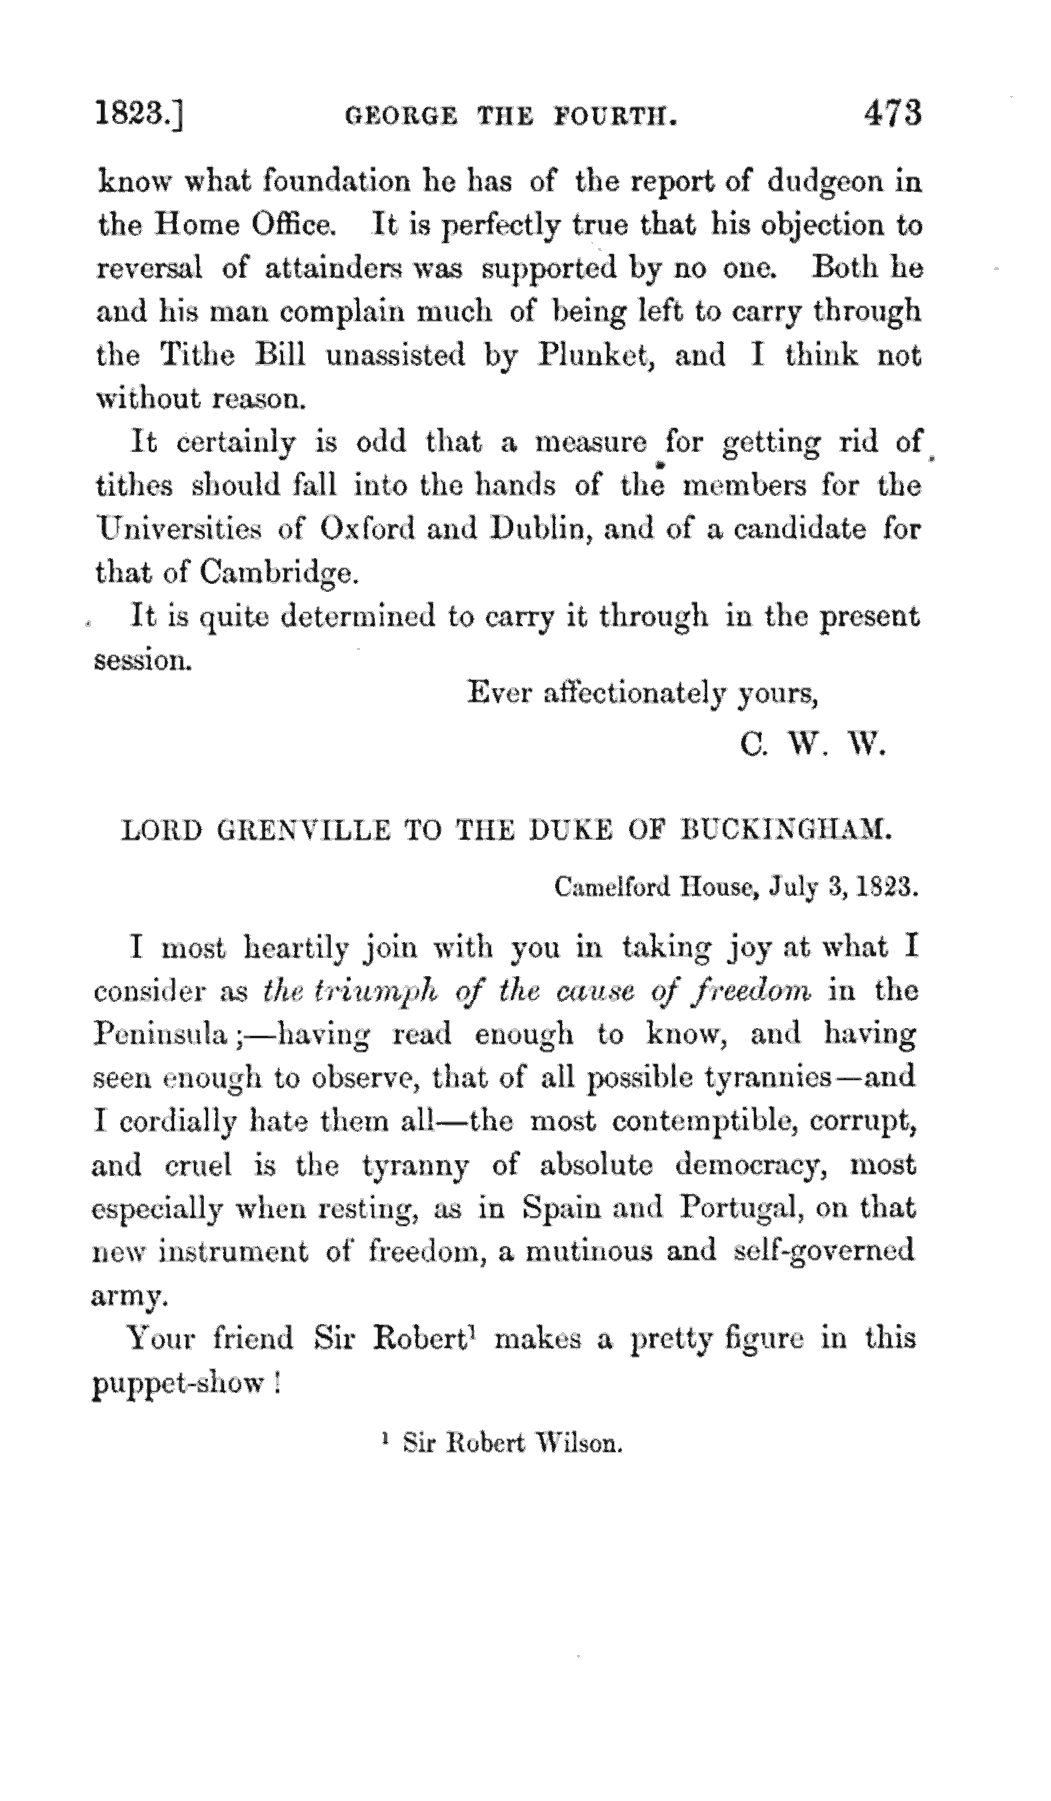 1823.] GEORGE THE FOURTH. 473
know what foundation he has of the report of dudgeon in
the Home Office. It is perfectly true that his objection to
reversal of attainders was supported by no one. Both he
and his man complain much of being left to carry through
the Tithe Bill unassisted by Plunket, and I think not
without reason.
It certainly is odd that a measure for getting rid of
tithes should fall into the hands of the members for the
Universities of Oxford and Dublin, and of a candidate for
that of Cambridge.
It is quite determined to carry it through in the present
session.
Ever affectionately yours,
C. W. W.
LORD GRENVILLE TO THE DUKE OF BUCKINGHAM.
Camelford House, July 3, 1823.
I most heartily join with you in taking joy at what I
consider as the triumph of the cause of freedom in the
Peninsula;—having read enough to know, and having
seen enough to observe, that of all possible tyrannies—and
I cordially hate them all—the most contemptible, corrupt,
and cruel is the tyranny of absolute democracy, most
especially when resting, as in Spain and Portugal, on that
new instrument of freedom, a mutinous and self-governed
army.
Your friend Sir Robert¹ makes a pretty figure in this
puppet-show!
¹ Sir Robert Wilson.